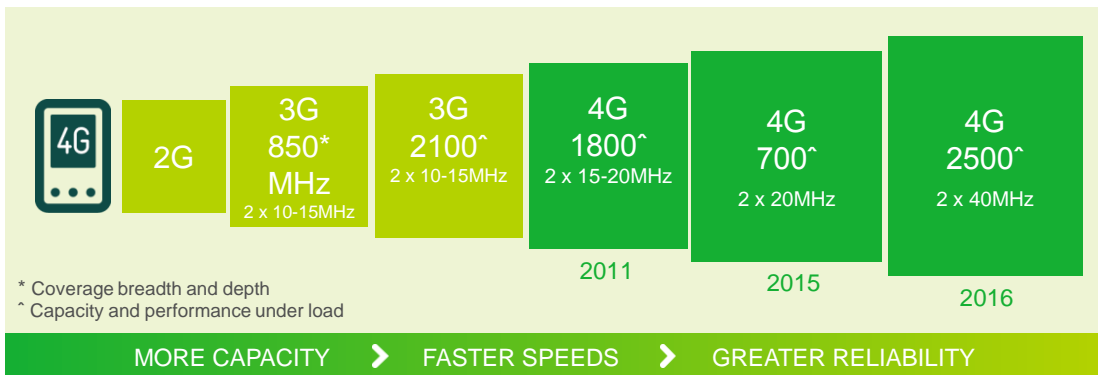 4G
2G
3G
850*
MHz
2 x 10-15MHz
3G
2100ˆ
2 x 10-15MHz
4G
1800ˆ
2 x 15-20MHz
2011
4G
700ˆ
2 x 20MHz
2015
4G
2500ˆ
2 x 40MHz
2016
* Coverage breadth and depth
ˆ Capacity and performance under load
MORE CAPACITY > FASTER SPEEDS > GREATER RELIABILITY